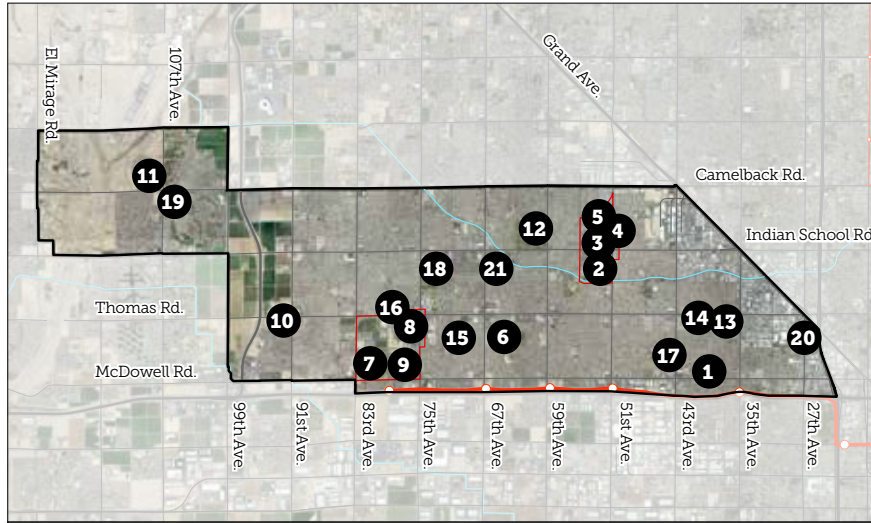 Grand Ave.
El Mirage Rd.
107th Ave.
Camelback Rd.
11
19
5
4
12
3
Indian School Rd.
18
21
2
Thomas Rd.
16
10
8
14
13
15
6
20
7
9
17
1
McDowell Rd.
99th Ave.
91st Ave.
83rd Ave.
75th Ave.
67th Ave.
59th Ave.
51st Ave.
43rd Ave.
35th Ave.
27th Ave.